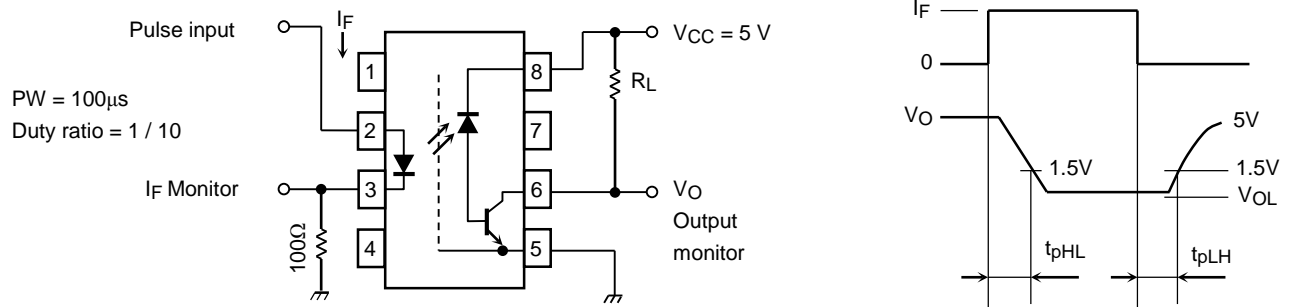 Pulse input
PW = 100μs
Duty ratio = 1 / 10
IF Monitor
100Ω
IF
1
2
3
4
8
7
6
5
VCC = 5 V
RL
VO
Output
monitor
IF
0
VO
5V
1.5V
1.5V
VOL
tpHL
tpLH